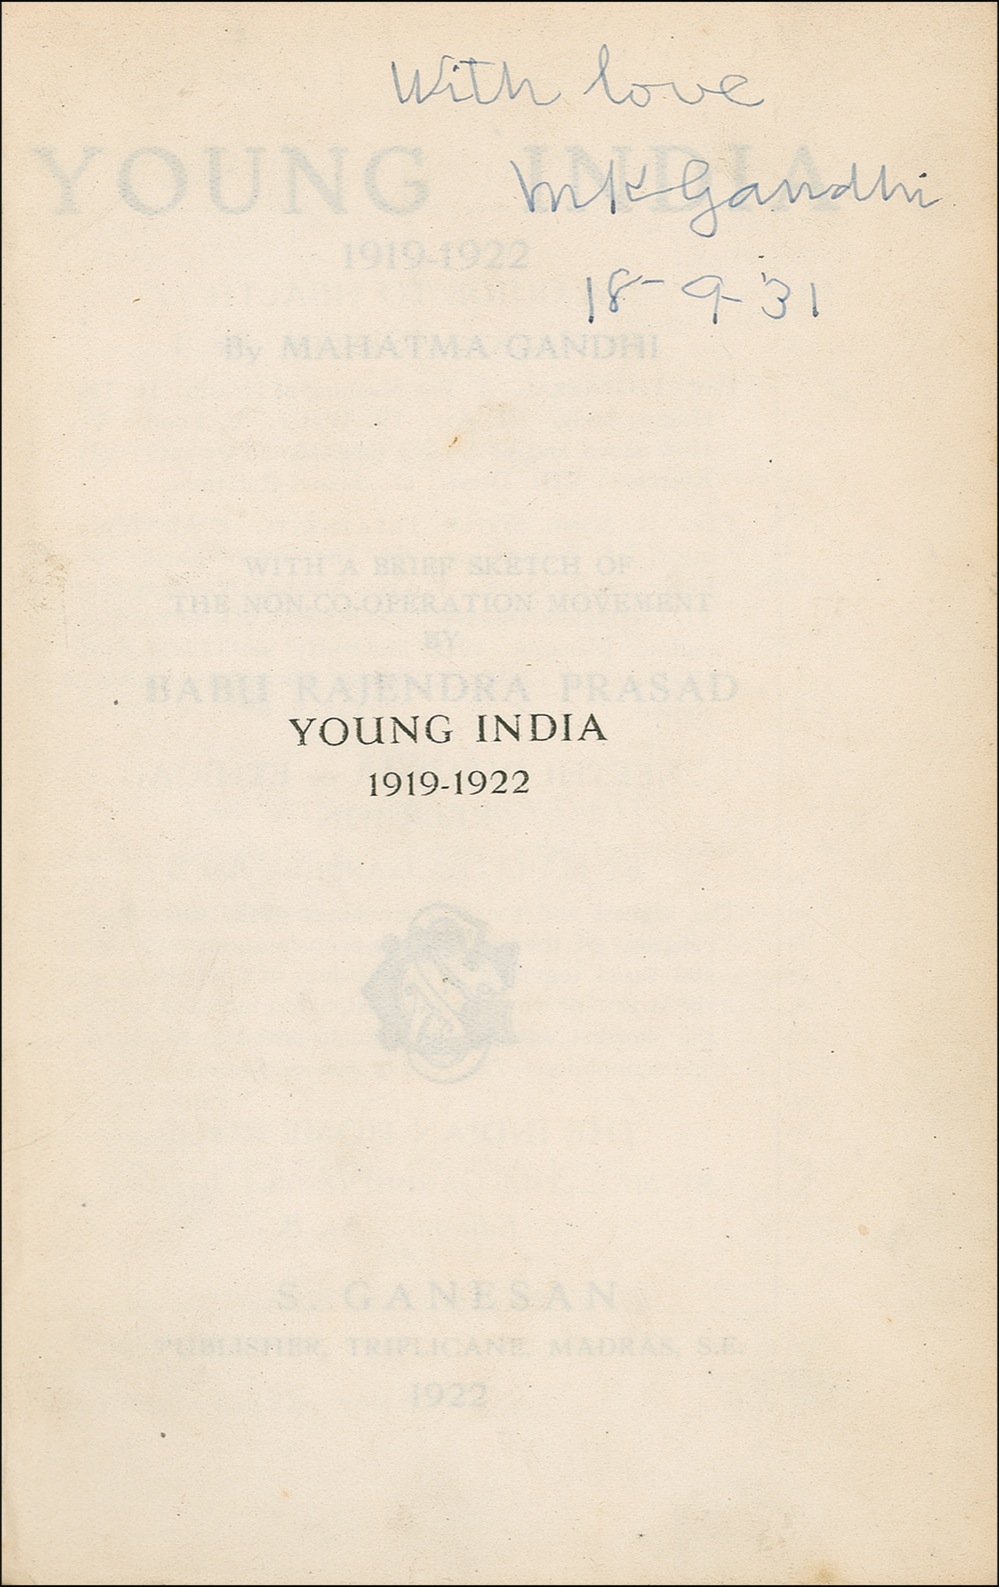 With love
MKGandhi
18-9-31
YOUNG INDIA
1919-1922
By MAHATMA GANDHI
WITH A BRIEF SKETCH OF
THE NON-CO-OPERATION MOVEMENT
BY
BABU RAJENDRA PRASAD
YOUNG INDIA
1919-1922
S. GANESAN
PUBLISHER, TRIPLICANE, MADRAS, S.E.
1922